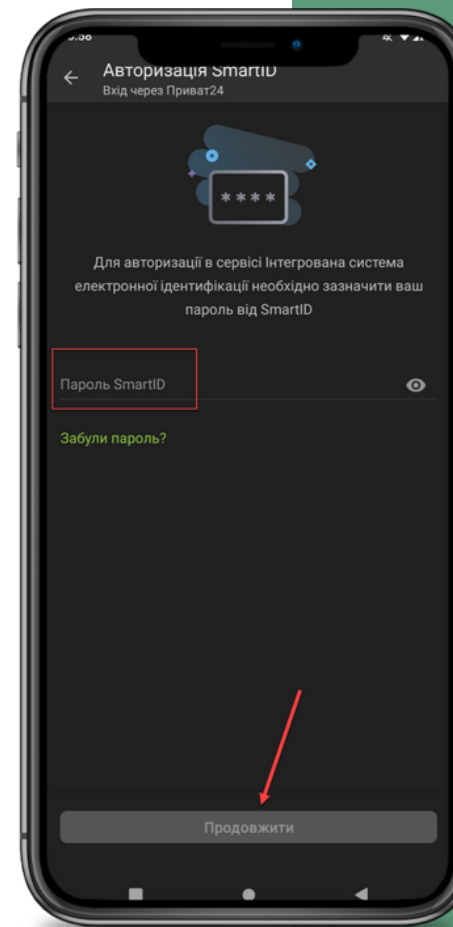 Авторизація SmartID
Вхід через Приват24
****
Для авторизації в сервісі Інтегрована система
електронної ідентифікації необхідно зазначити ваш
пароль від SmartID
Пароль SmartID
Забули пароль?
Продовжити